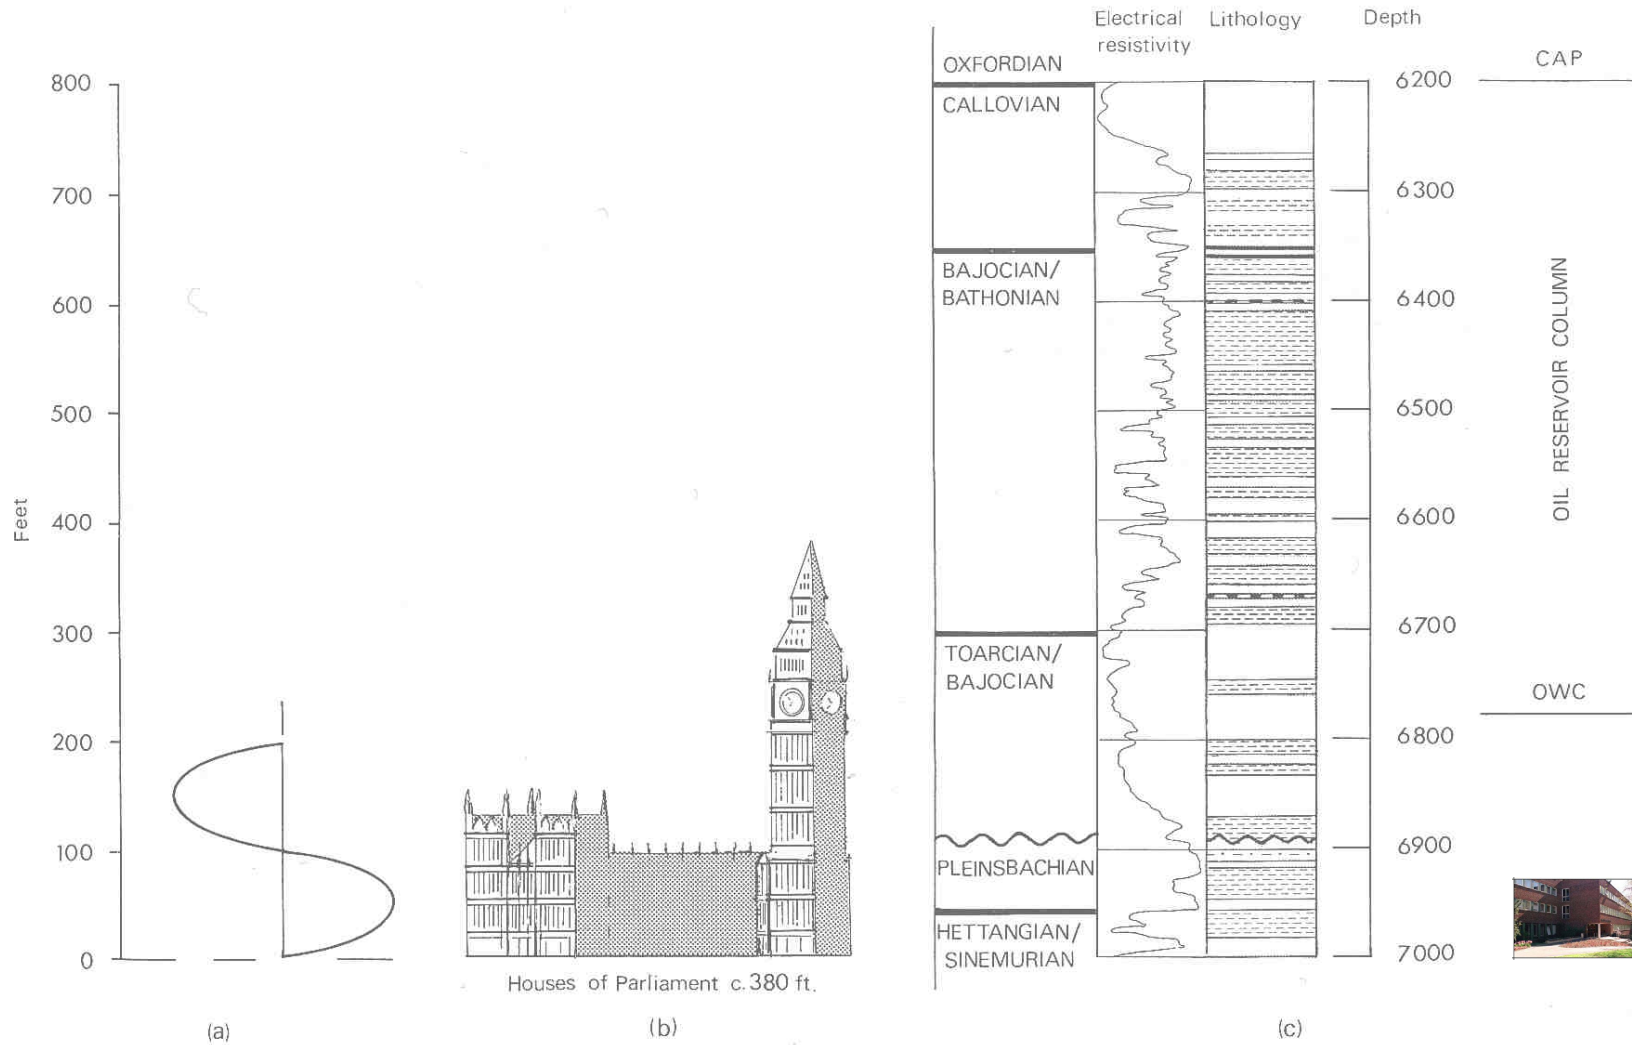 Feet
800
700
600
500
400
300
200
100
0
(a)
Houses of Parliament c.380 ft.
(b)
Electrical
resistivity
Lithology
Depth
OXFORDIAN
CALLOVIAN
BAJOCIAN/
BATHONIAN
TOARCIAN/
BAJOCIAN
PLEINSBACHIAN
HETTANGIAN/
SINEMURIAN
6200
6300
6400
6500
6600
6700
6800
6900
7000
CAP
OIL RESERVOIR COLUMN
OWC
(c)